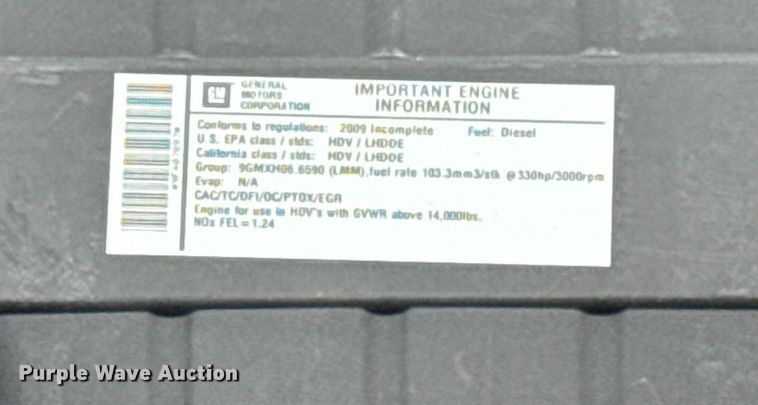 GM
GENERAL
MOTORS
CORPORATION
IMPORTANT ENGINE
INFORMATION
Conforms to regulations: 2009 Incomplete Fuel: Diesel
U.S. EPA class / stds: HDV / LHDDE
California class / stds: HDV / LHDDE
Group: 9GMXH06.6590 (LMM), fuel rate 103.3mm3/stk @ 330hp/3000rpm
Evap: N/A
CAC/TC/DFI/OC/PTOX/EGR
Engine for use in HDV's with GVWR above 14,000lbs.
NOx FEL = 1.24
Purple Wave Auction